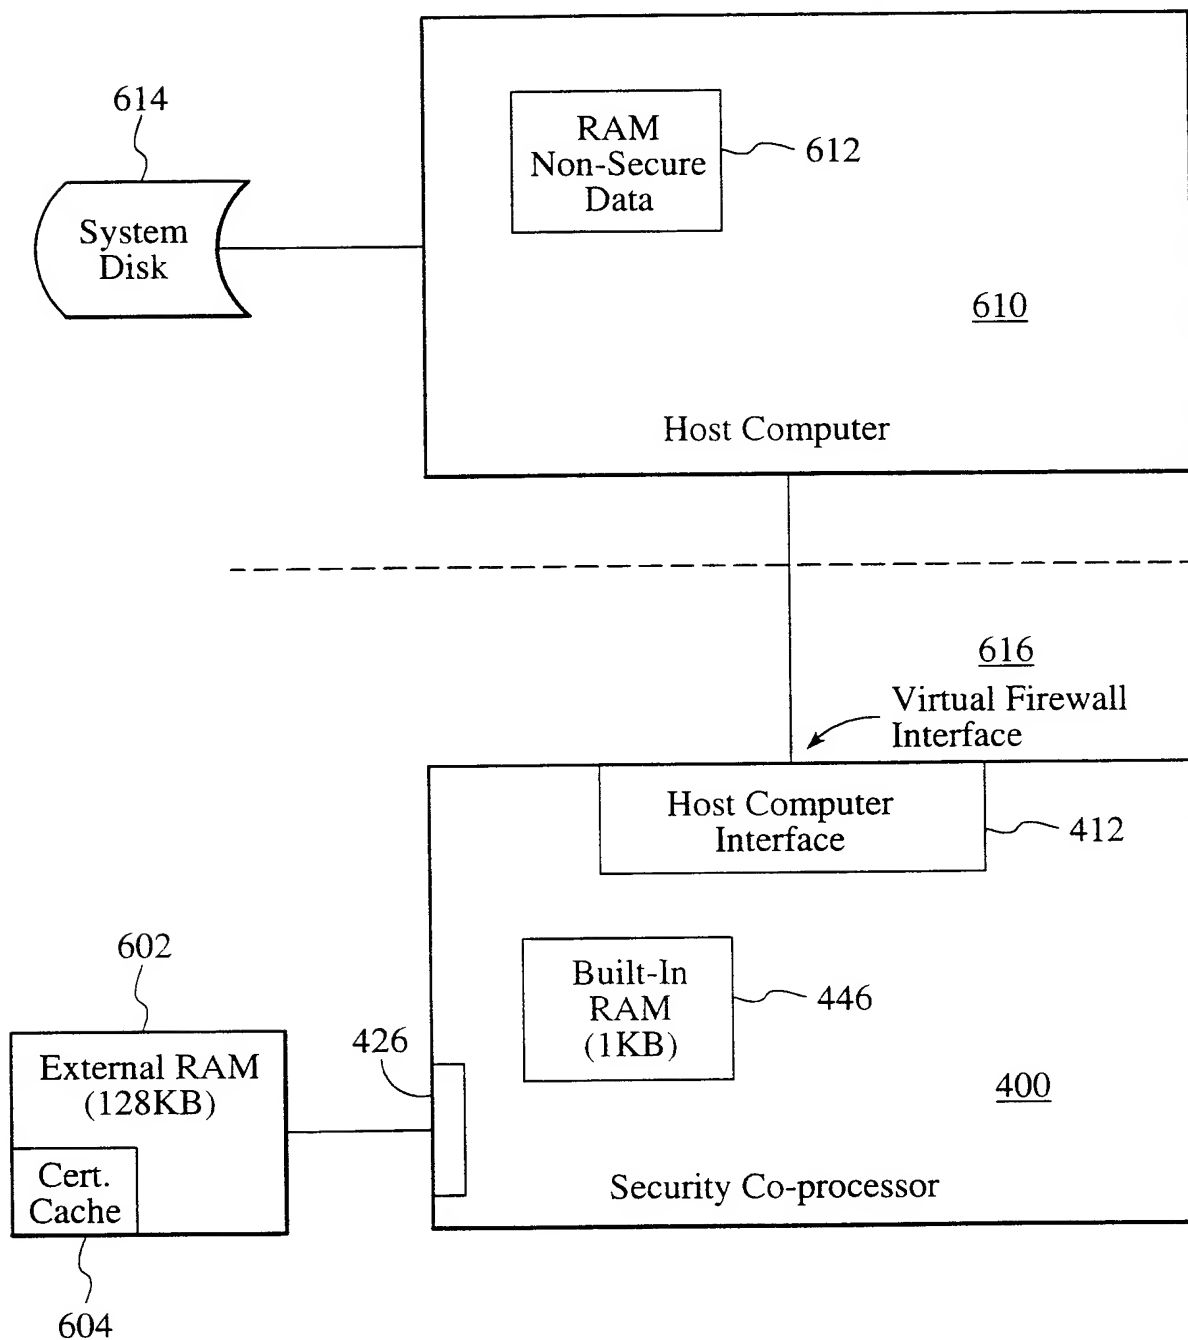 614
System
Disk
RAM
Non-Secure
Data
612
610
Host Computer
616
Virtual Firewall
Interface
Host Computer
Interface
412
602
External RAM
(128KB)
Cert.
Cache
604
426
Built-In
RAM
(1KB)
446
400
Security Co-processor